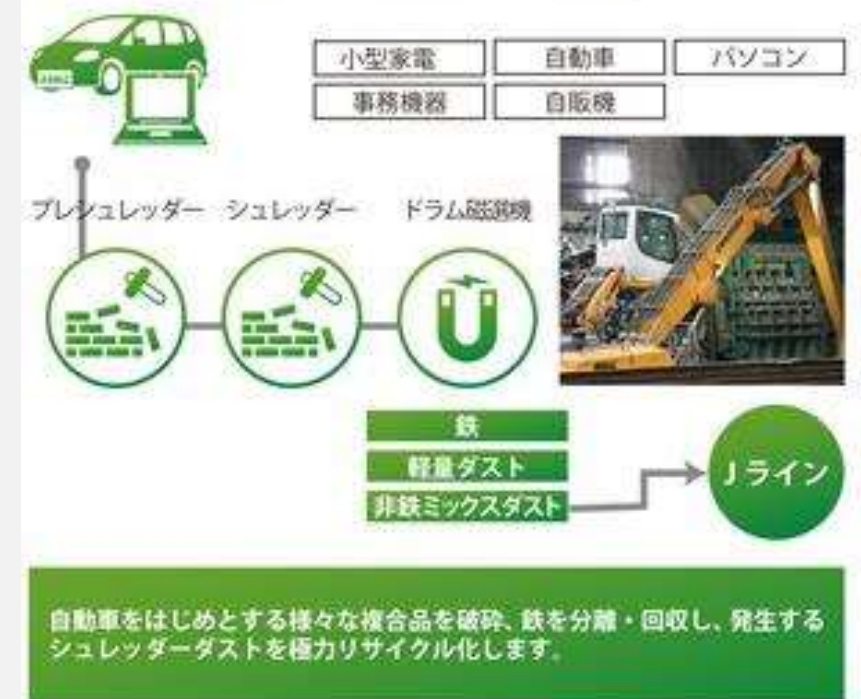 小型家電
自動車
パソコン
事務機器
自販機
プレシュレッダー
シュレッダー
ドラム磁選機
鉄
軽量ダスト
非鉄ミックスダスト
Jライン
自動車をはじめとする様々な複合品を破砕、鉄を分離・回収し、発生する
シュレッダーダストを極力リサイクル化します。